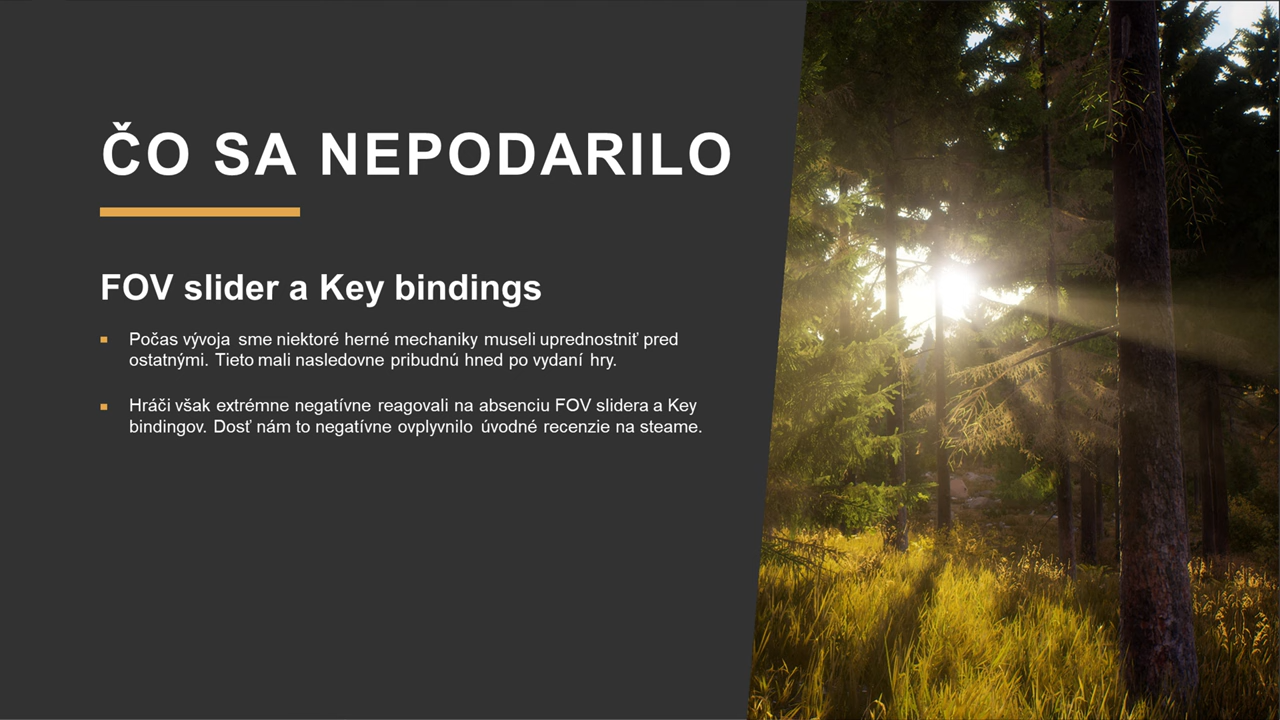 ČO SA NEPODARILO
FOV slider a Key bindings
Počas vývoja sme niektoré herné mechaniky museli uprednostniť pred
ostatnými. Tieto mali nasledovne pribudnú hned po vydaní hry.
Hráči však extrémne negatívne reagovali na absenciu FOV slidera a Key
bindingov. Dosť nám to negatívne ovplyvnilo úvodné recenzie na steame.